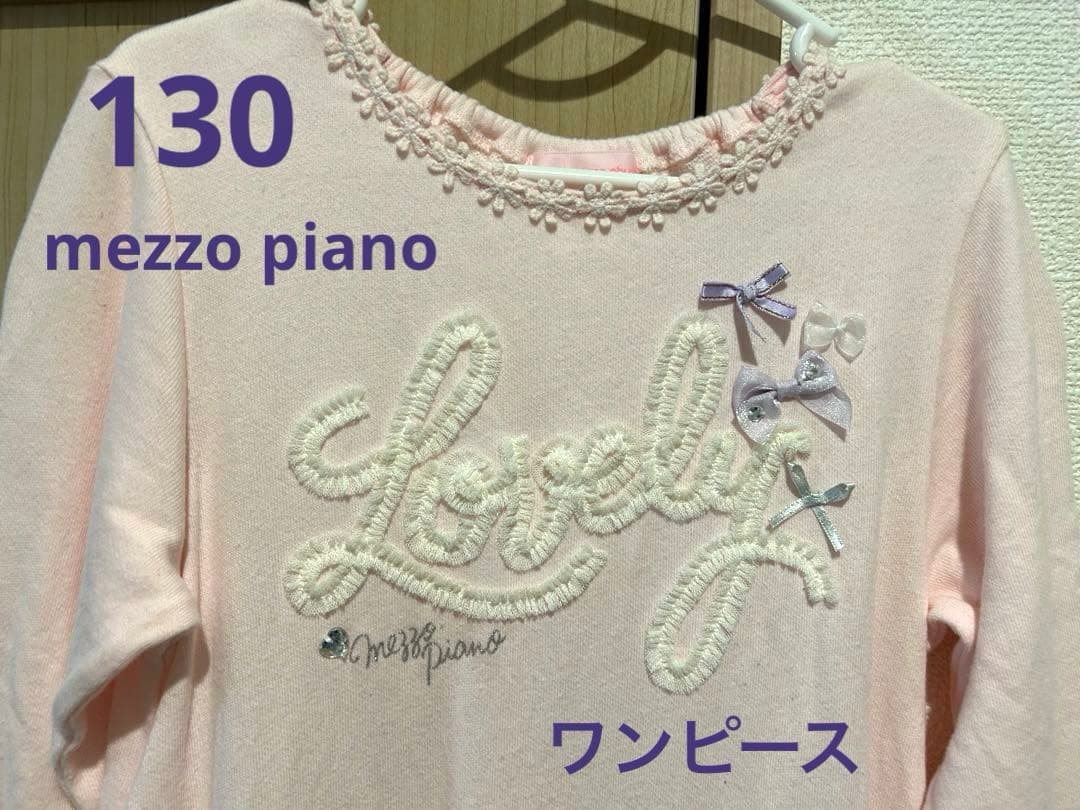 130
mezzo piano
Lovely
mezzo piano
ワンピース